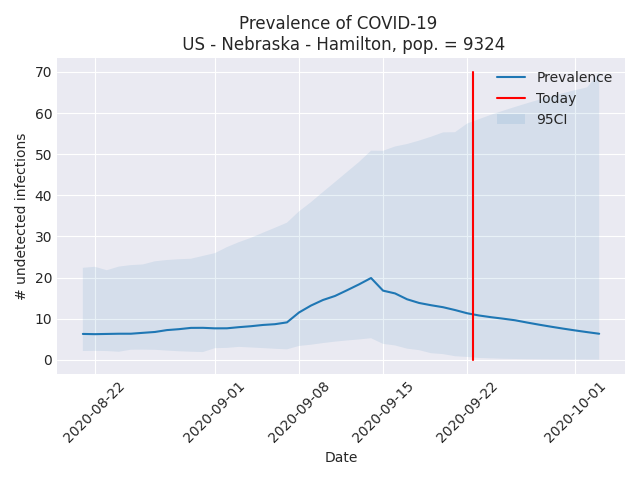 Prevalence of COVID-19
US - Nebraska - Hamilton, pop. = 9324
70
60
50
40
30
20
10
0
# undetected infections
Prevalence
Today
95CI
2020-08-22
2020-09-01
2020-09-08
2020-09-15
2020-09-22
2020-10-01
Date